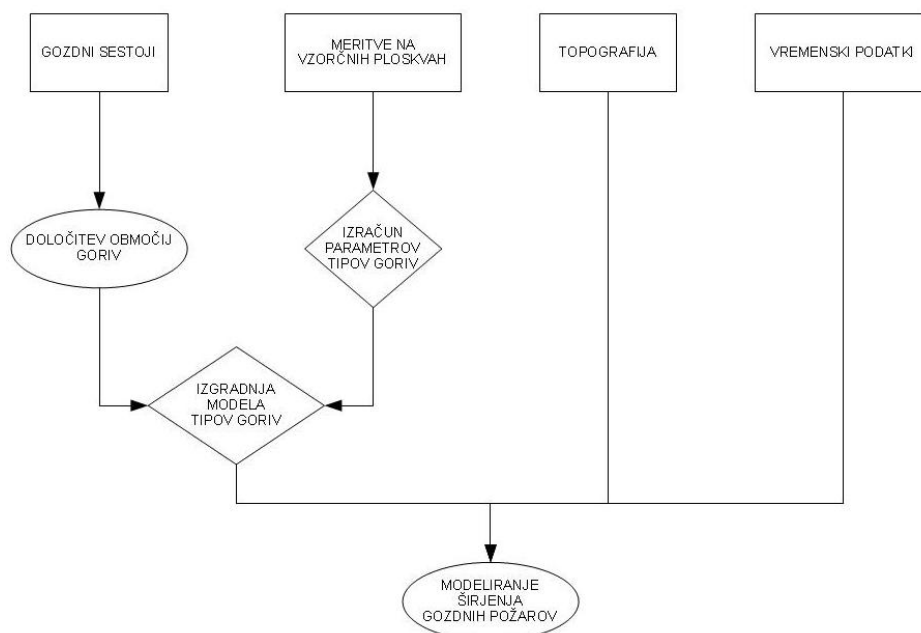 GOZDNI SESTOJI
MERITVE NA
VZORČNIH PLOSKVAH
TOPOGRAFIJA
VREMENSKI PODATKI
DOLOČITEV OBMOČIJ
GORIV
IZRAČUN
PARAMETROV
TIPOV GORIV
IZGRADNJA
MODELA
TIPOV GORIV
MODELIRANJE
ŠIRJENJA
GOZDNIH POŽAROV